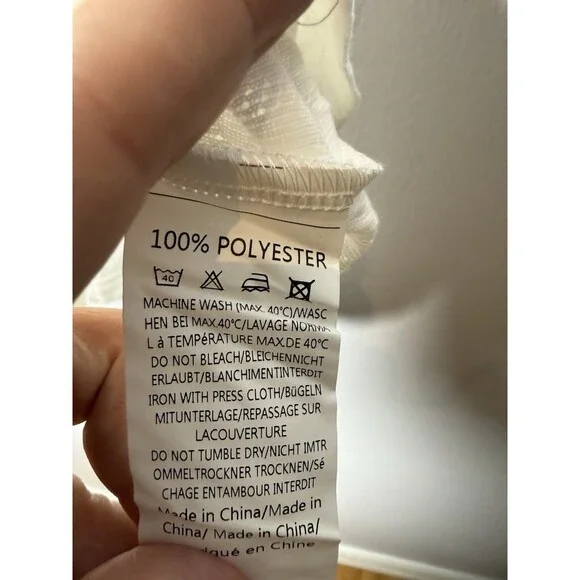 100% POLYESTER
40
MACHINE WASH (MAX. 40°C)/WASC
HEN BEI MAX.40°C/LAVAGE NORMA
L à TEMPéRATURE MAX.DE 40°C
DO NOT BLEACH/BLEICHENNICHT
ERLAUBT/BLANCHIMENTINTERDIT
IRON WITH PRESS CLOTH/BüGELN
MITUNTERLAGE/REPASSAGE SUR
LACOUVERTURE
DO NOT TUMBLE DRY/NICHT IMTR
OMMELTROCKNER TROCKNEN/Sé
CHAGE ENTAMBOUR INTERDIT
Made in China/Made in
China/ Made in China/
en Chine